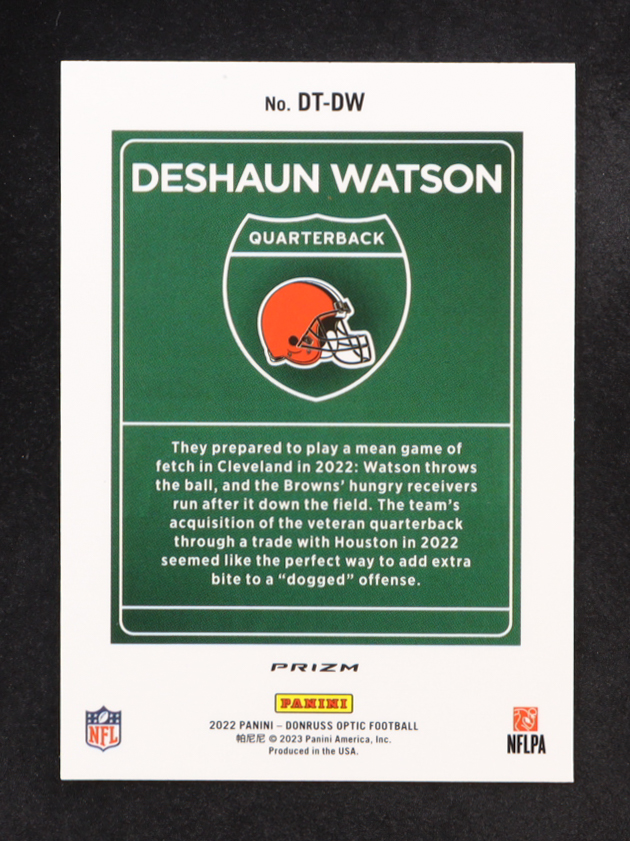 No. DT-DW
DESHAUN WATSON
QUARTERBACK
They prepared to play a mean game of
fetch in Cleveland in 2022: Watson throws
the ball, and the Browns' hungry receivers
run after it down the field. The team's
acquisition of the veteran quarterback
through a trade with Houston in 2022
seemed like the perfect way to add extra
bite to a “dogged” offense.
PRIZM
PANINI
2022 PANINI – DONRUSS OPTIC FOOTBALL
帕尼尼 © 2023 Panini America, Inc.
Produced in the USA.
NFL
NFLPA